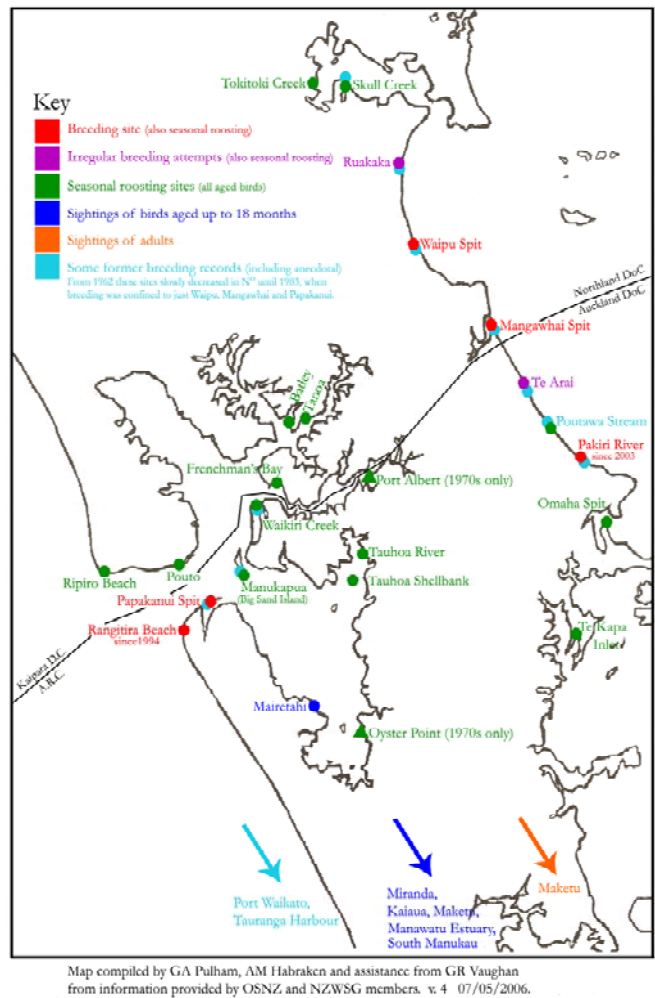 Tokitoki Creek
Skull Creek
Key
Breeding site (also seasonal roosting)
Irregular breeding attempts (also seasonal roosting)
Seasonal roosting sites (all aged birds)
Sightings of birds aged up to 18 months
Sightings of adults
Some former breeding records (including anecdotal)
From 1962 these sites slowly decreased in Nº until 1983, when
breeding was confined to just Waipu, Mangawhai and Papakanui.
Ruakaka
Waipu Spit
Northland DoC
Auckland DoC
Mangawhai Spit
Te Arai
Batley
Tanoa
Poutawa Stream
Pakiri River
since 2003
Frenchman's Bay
Port Albert (1970s only)
Omaha Spit
Waikiri Creek
Tauhoa River
Ripiro Beach
Pouto
Manukapua
(Big Sand Island)
Tauhoa Shellbank
Papakanui Spit
Rangitira Beach
since1994
Te Kapa
Inlet
Kaipara D.C
A.R.C.
Mairetahi
Oyster Point (1970s only)
Port Waikato,
Tauranga Harbour
Miranda,
Kaiaua, Maketu,
Manawatu Estuary,
South Manukau
Maketu
Map compiled by GA Pulham, AM Habraken and assistance from GR Vaughan
from information provided by OSNZ and NZWSG members. v. 4 07/05/2006.